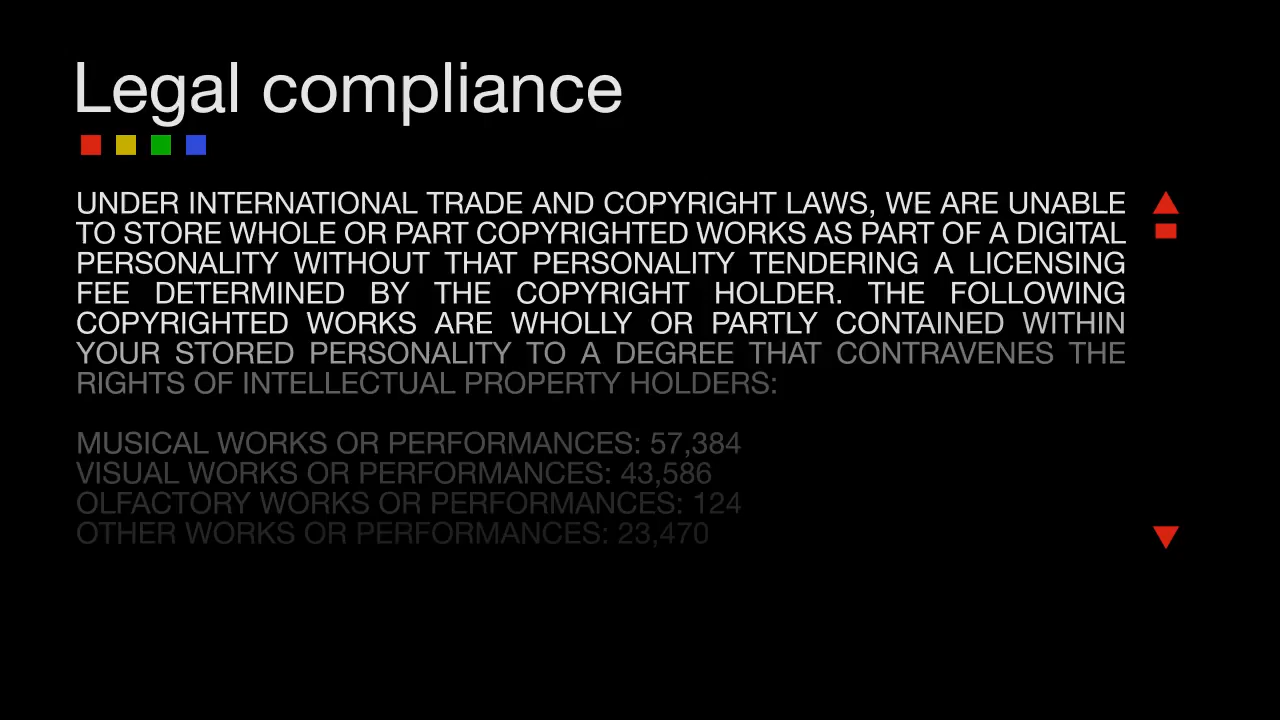 Legal compliance
UNDER INTERNATIONAL TRADE AND COPYRIGHT LAWS, WE ARE UNABLE
TO STORE WHOLE OR PART COPYRIGHTED WORKS AS PART OF A DIGITAL
PERSONALITY WITHOUT THAT PERSONALITY TENDERING A LICENSING
FEE DETERMINED BY THE COPYRIGHT HOLDER. THE FOLLOWING
COPYRIGHTED WORKS ARE WHOLLY OR PARTLY CONTAINED WITHIN
YOUR STORED PERSONALITY TO A DEGREE THAT CONTRAVENES THE
RIGHTS OF INTELLECTUAL PROPERTY HOLDERS:
MUSICAL WORKS OR PERFORMANCES: 57,384
VISUAL WORKS OR PERFORMANCES: 43,586
OLFACTORY WORKS OR PERFORMANCES: 124
OTHER WORKS OR PERFORMANCES: 23,470